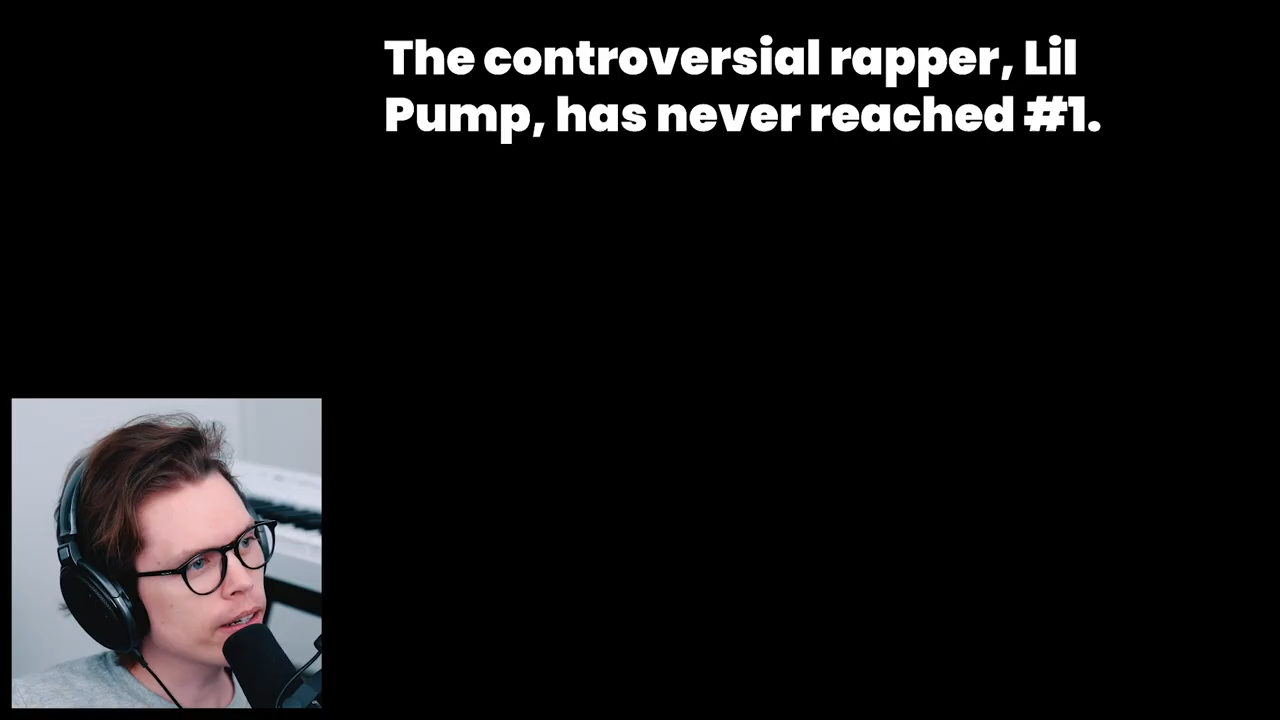 The controversial rapper, Lil
Pump, has never reached #1.